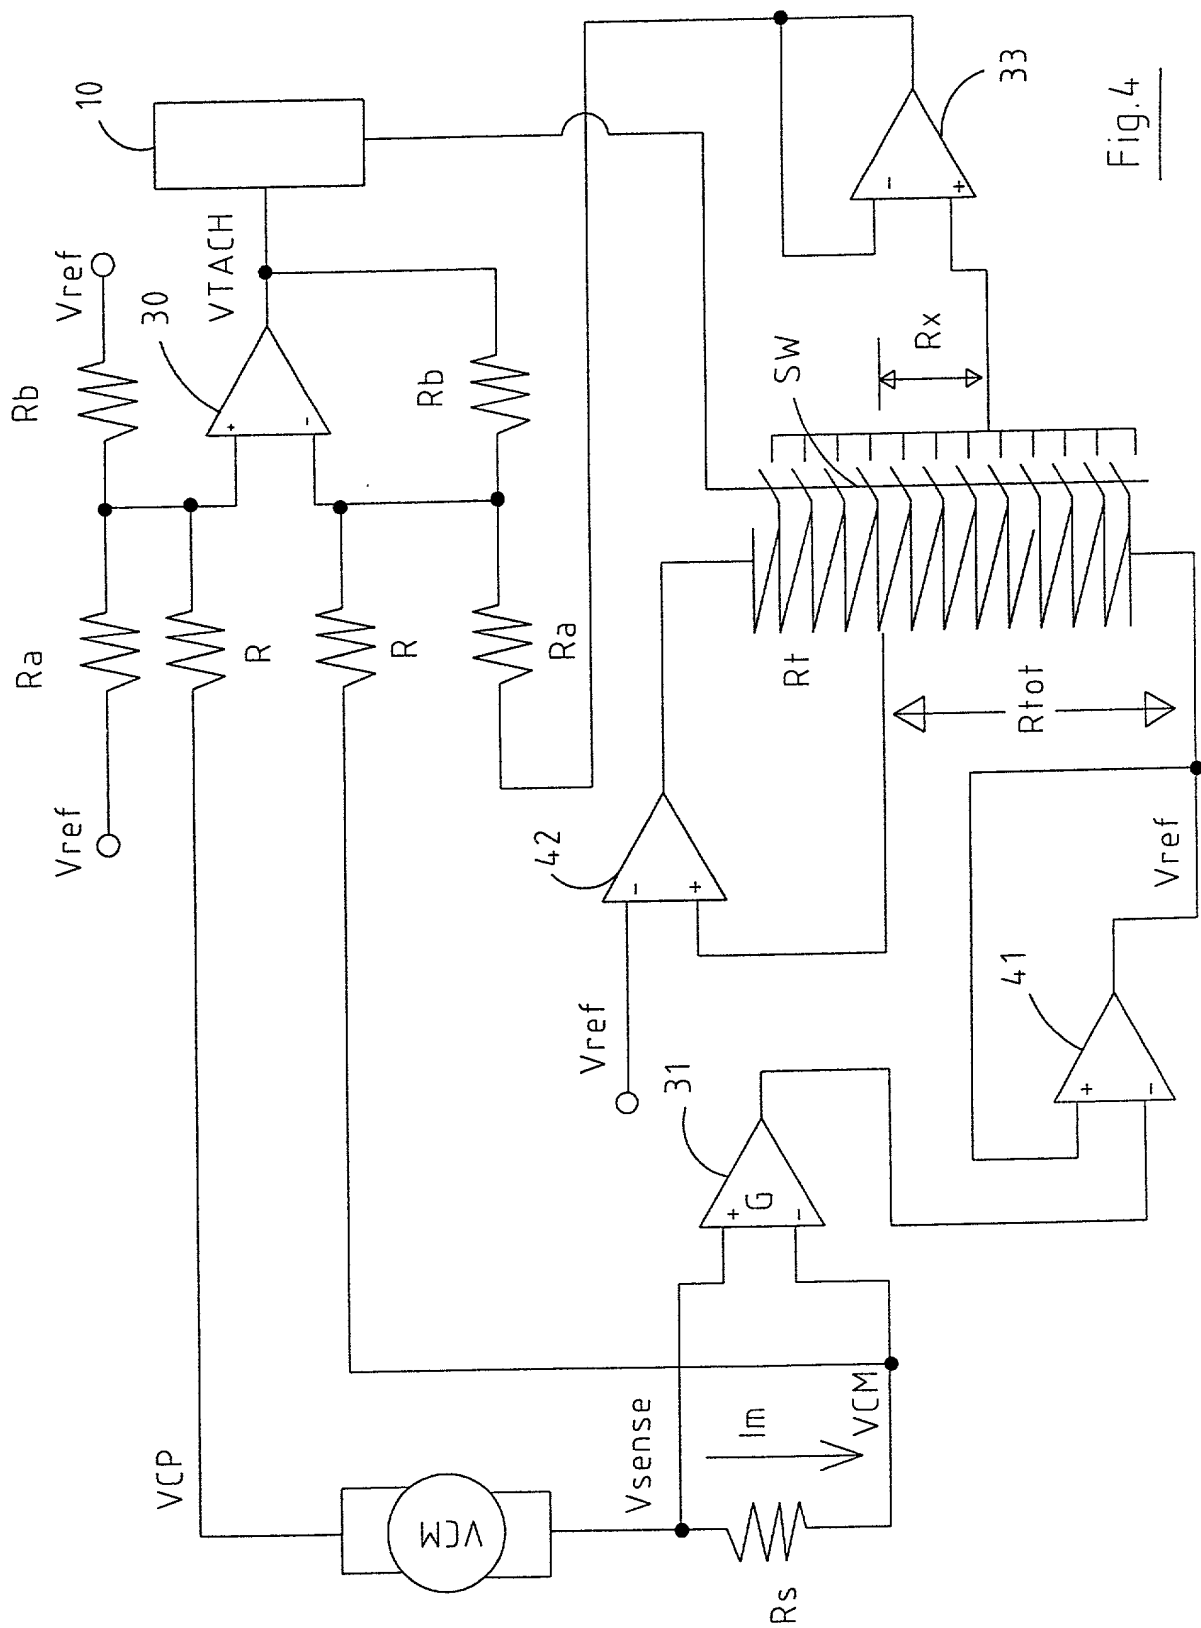 10
Vref
Rb
30
VTACH
Rb
33
Fig.4
Rx
SW
+
-
-
+
Ra
R
R
Ra
Rt
Rtot
Vref
42
-
+
Vref
41
Vref
31
G
+
-
+
-
VCP
Vsense
Im
VCM
VCM
Rs